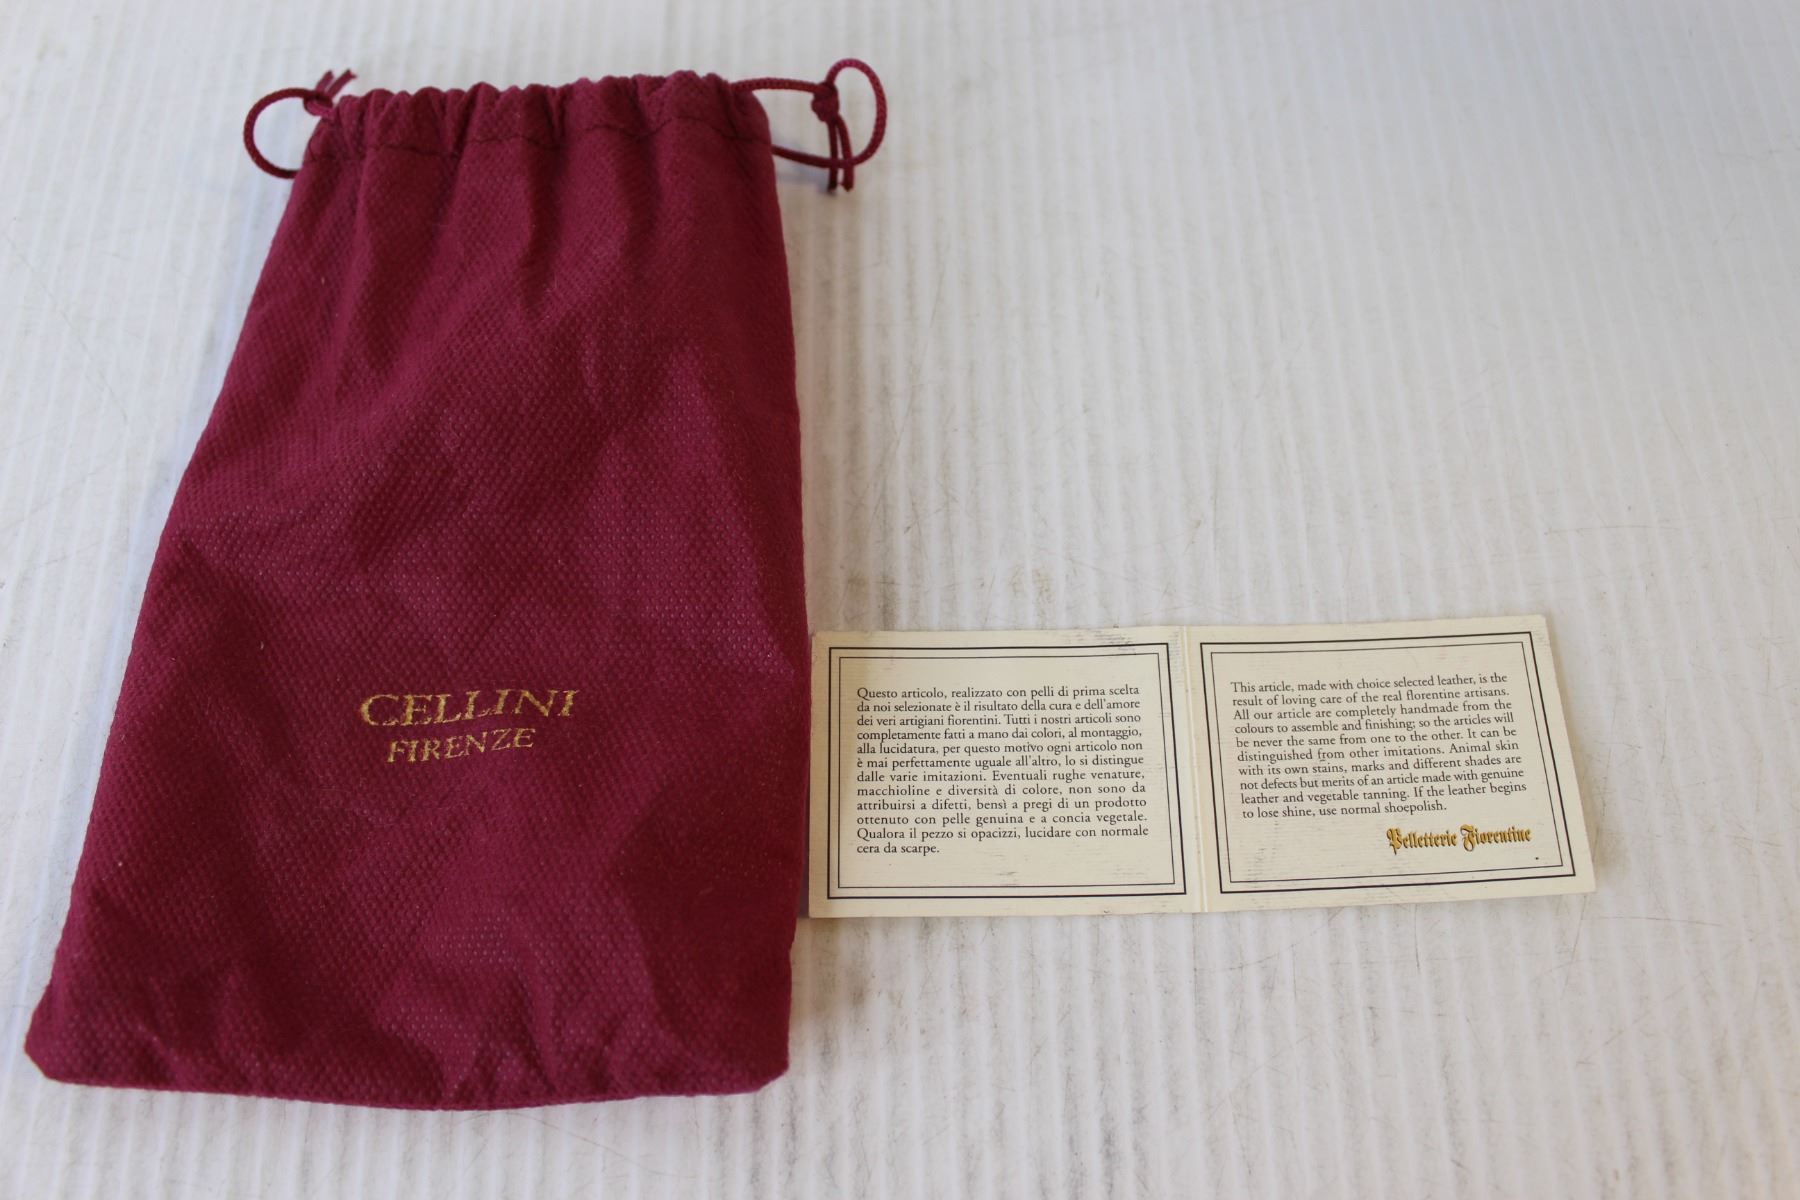 CELLINI
FIRENZE
Questo articolo, realizzato con pelli di prima scelta
da noi selezionate è il risultato della cura e dell'amore
dei veri artigiani fiorentini. Tutti i nostri articoli sono
completamente fatti a mano dai colori, al montaggio,
alla lucidatura, per questo motivo ogni articolo non
è mai perfettamente uguale all'altro, lo si distingue
dalle varie imitazioni. Eventuali rughe venature,
macchioline e diversità di colore, non sono da
attribuirsi a difetti, bensì a pregi di un prodotto
ottenuto con pelle genuina e a concia vegetale.
Qualora il pezzo si opacizzi, lucidare con normale
cera da scarpe.
This article, made with choice selected leather, is the
result of loving care of the real florentine artisans.
All our article are completely handmade from the
colours to assemble and finishing; so the articles will
be never the same from one to the other. It can be
distinguished from other imitations. Animal skin
with its own stains, marks and different shades are
not defects but merits of an article made with genuine
leather and vegetable tanning. If the leather begins
to lose shine, use normal shoepolish.
Pelletterie Fiorentine